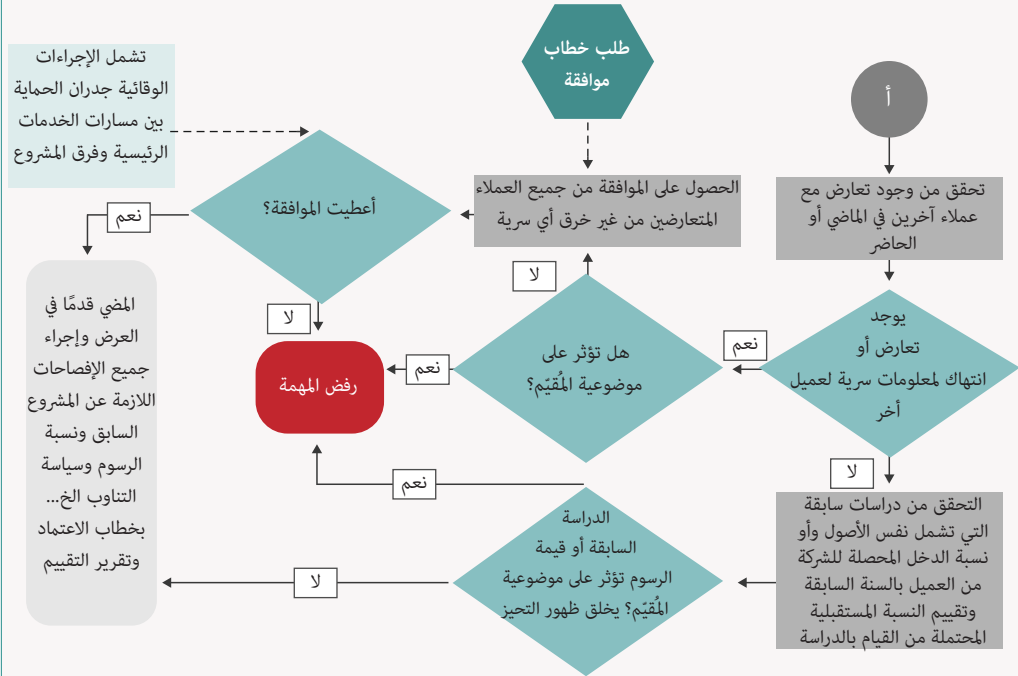 أ
تحقق من وجود تعارض مع
عملاء آخرين في الماضي أو
الحاضر
يوجد
تعارض أو
انتهاك لمعلومات سرية لعميل
أخر
نعم
لا
هل تؤثر على
موضوعية المُقيّم؟
لا
نعم
طلب خطاب
موافقة
الحصول على الموافقة من جميع العملاء
المتعارضين من غير خرق أي سرية
أعطيت الموافقة؟
نعم
لا
رفض المهمة
تشمل الإجراءات
الوقائية جدران الحماية
بين مسارات الخدمات
الرئيسية وفرق المشروع
المضي قدمًا في
العرض وإجراء
جميع الإفصاحات
اللازمة عن المشروع
السابق ونسبة
الرسوم وسياسة
التناوب الخ...
بخطاب الاعتماد
وتقرير التقييم
التحقق من دراسات سابقة
التي تشمل نفس الأصول وأو
نسبة الدخل المحصلة للشركة
من العميل بالسنة السابقة
وتقييم النسبة المستقبلية
المحتملة من القيام بالدراسة
الدراسة
السابقة أو قيمة
الرسوم تؤثر على موضوعية
المُقيّم؟ يخلق ظهور التحيز
نعم
لا